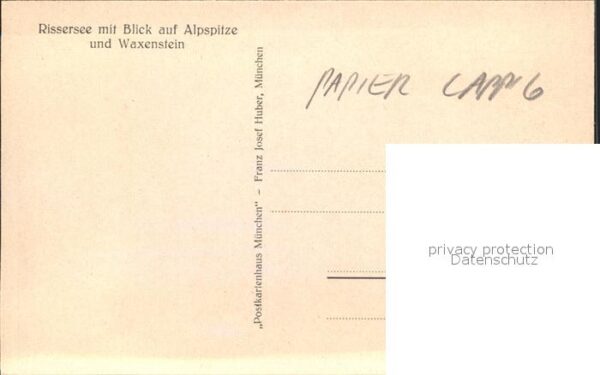 Rissersee mit Blick auf Alpspitze
und Waxenstein
„Postkartenhaus München“ – Franz Josef Huber, München
PAPIER
privacy protection
Datenschutz